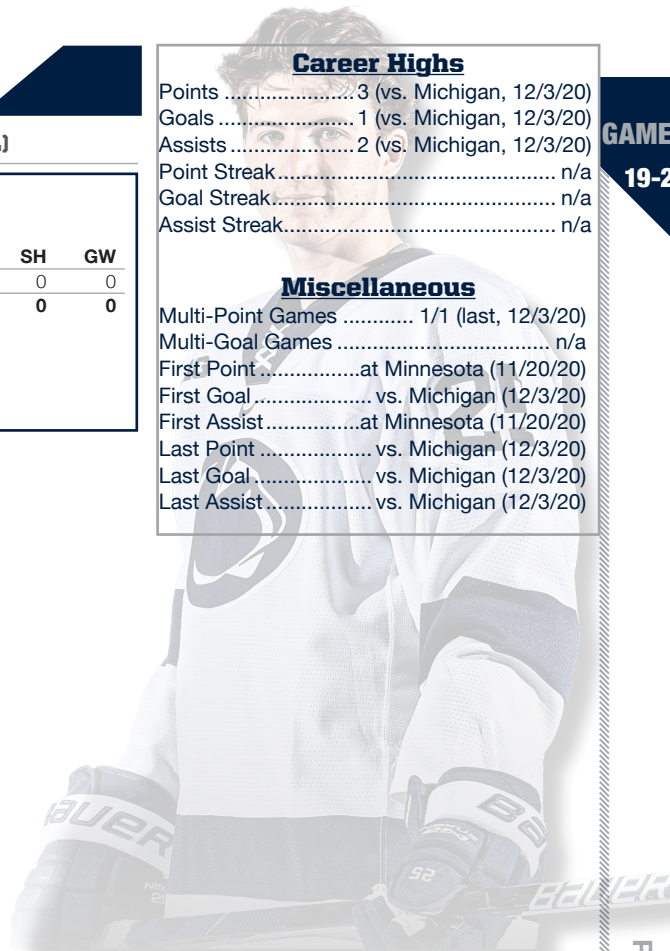 Career Highs
Points ..................... 3 (vs. Michigan, 12/3/20)
Goals ...................... 1 (vs. Michigan, 12/3/20)
Assists .................... 2 (vs. Michigan, 12/3/20)
Point Streak............................................. n/a
Goal Streak.............................................. n/a
Assist Streak............................................ n/a
Miscellaneous
Multi-Point Games ............ 1/1 (last, 12/3/20)
Multi-Goal Games .................................. n/a
First Point .................at Minnesota (11/20/20)
First Goal .................... vs. Michigan (12/3/20)
First Assist ................at Minnesota (11/20/20)
Last Point ................... vs. Michigan (12/3/20)
Last Goal .................... vs. Michigan (12/3/20)
Last Assist .................. vs. Michigan (12/3/20)
SH GW
0 0
0 0
GAME
19-2
BAUER
25
BAUER